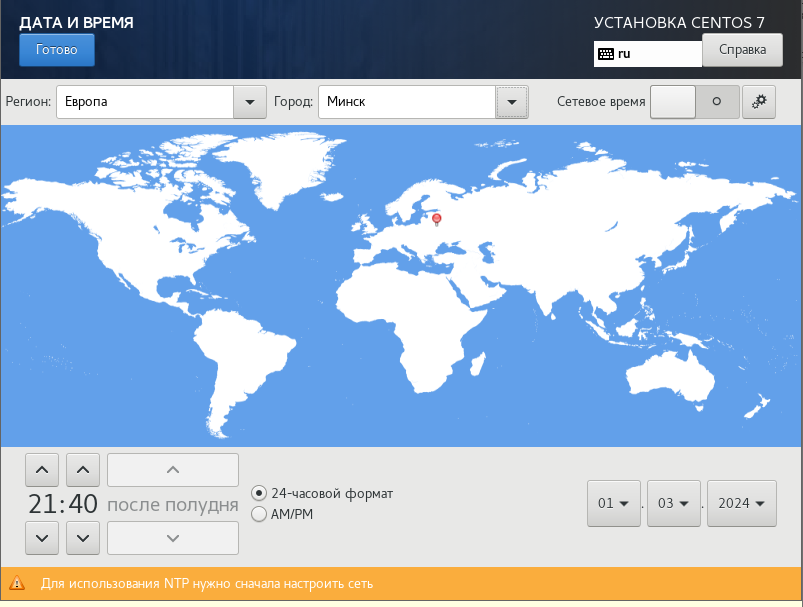 ДАТА И ВРЕМЯ
УСТАНОВКА CENTOS 7
Готово
ru
Справка
Регион: Европа Город: Минск Сетевое время
21:40 после полудня
24-часовой формат
AM/PM
01 . 03 . 2024
Для использования NTP нужно сначала настроить сеть